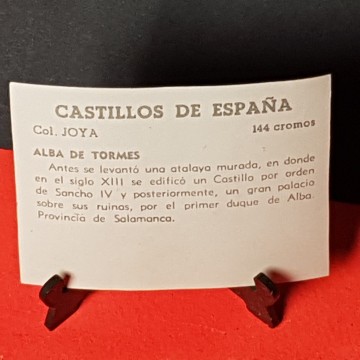 CASTILLOS DE ESPAÑA
Col. JOYA 144 cromos
ALBA DE TORMES
Antes se levantó una atalaya murada, en donde
en el siglo XIII se edificó un Castillo por orden
de Sancho IV y posteriormente, un gran palacio
sobre sus ruinas, por el primer duque de Alba.
Provincia de Salamanca.